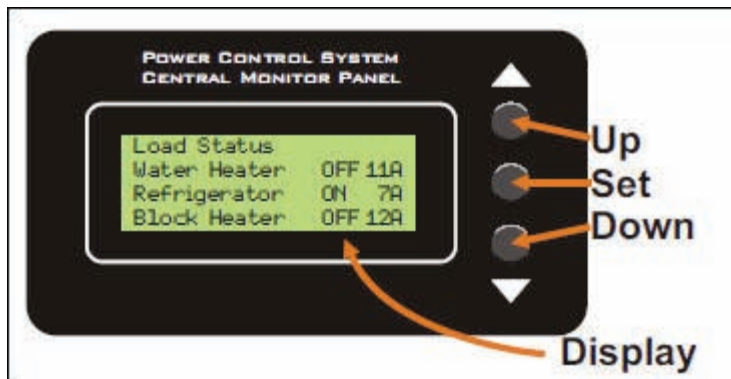 POWER CONTROL SYSTEM
CENTRAL MONITOR PANEL
Load Status
Water Heater OFF 11A
Refrigerator ON 7A
Block Heater OFF 12A
Up
Set
Down
Display